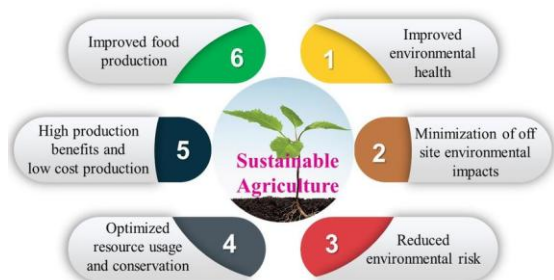 1
Improved
environmental
health
2
Minimization of off
site environmental
impacts
3
Reduced
environmental risk
4
Optimized
resource usage
and conservation
5
High production
benefits and
low cost production
6
Improved food
production
Sustainable
Agriculture